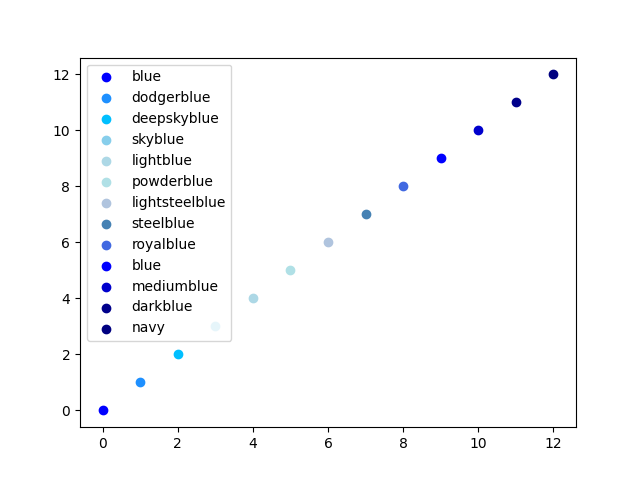 blue
dodgerblue
deepskyblue
skyblue
lightblue
powderblue
lightsteelblue
steelblue
royalblue
blue
mediumblue
darkblue
navy
12
10
8
6
4
2
0
0 2 4 6 8 10 12